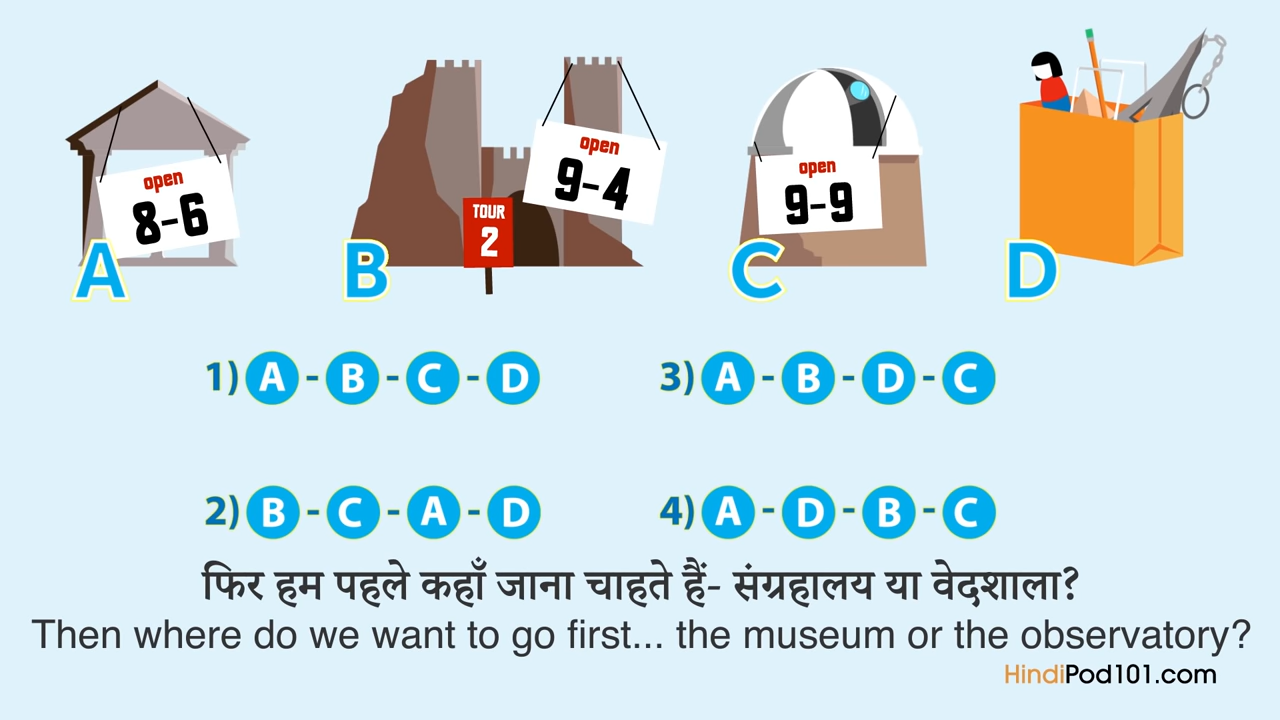 open
8-6
A
open
9-4
TOUR
2
B
open
9-9
C
D
1) A - B - C - D
3) A - B - D - C
2) B - C - A - D
4) A - D - B - C
फिर हम पहले कहाँ जाना चाहते हैं- संग्रहालय या वेदशाला?
Then where do we want to go first... the museum or the observatory?
HindiPod101.com